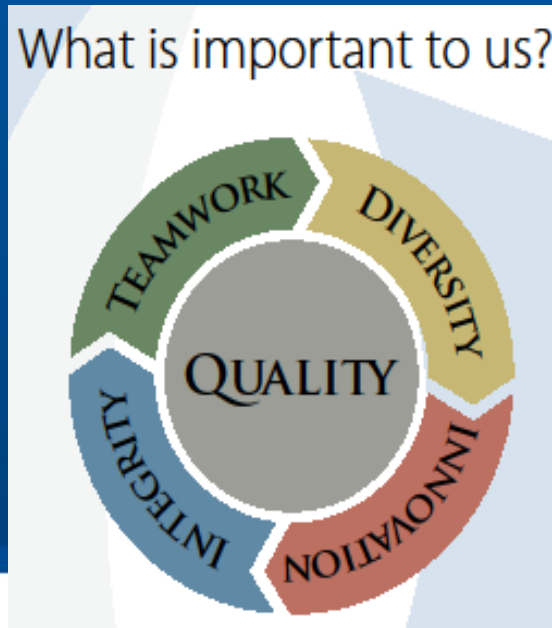 What is important to us?
TEAMWORK
DIVERSITY
QUALITY
INTEGRITY
INNOVATION